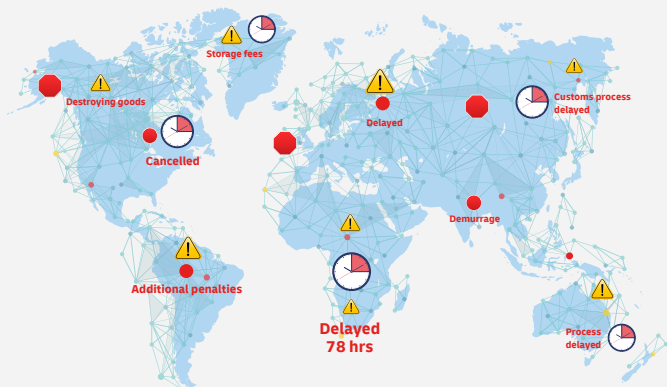 Storage fees
Destroying goods
Customs process
delayed
Delayed
Cancelled
Demurrage
Additional penalties
Delayed
78 hrs
Process
delayed